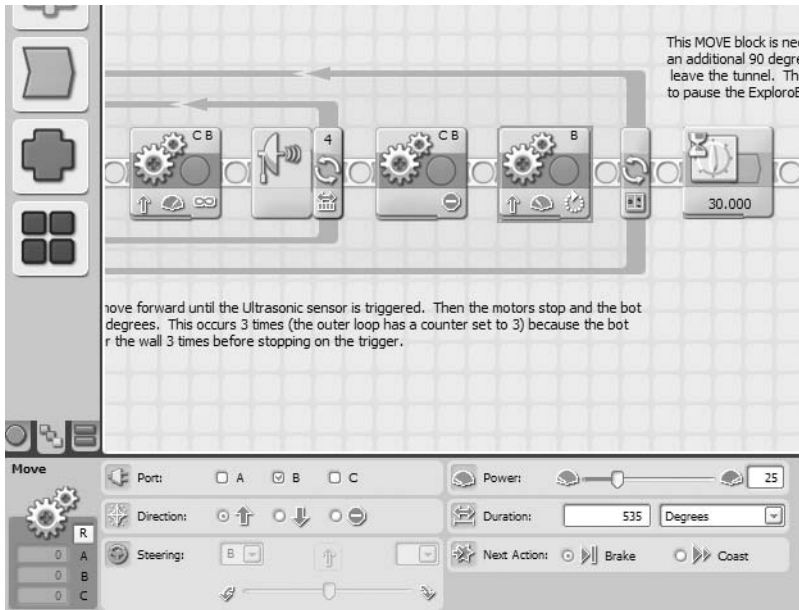 This MOVE block is ne
an additional 90 degre
leave the tunnel. Th
to pause the Explorob
C B
4
C B
B
30.000
nove forward until the Ultrasonic sensor is triggered. Then the motors stop and the bot
degrees. This occurs 3 times (the outer loop has a counter set to 3) because the bot
r the wall 3 times before stopping on the trigger.
Move
R
0 A
0 B
0 C
Port: A B C
Direction:
Steering: B
Power: 25
Duration: 535 Degrees
Next Action: Brake Coast